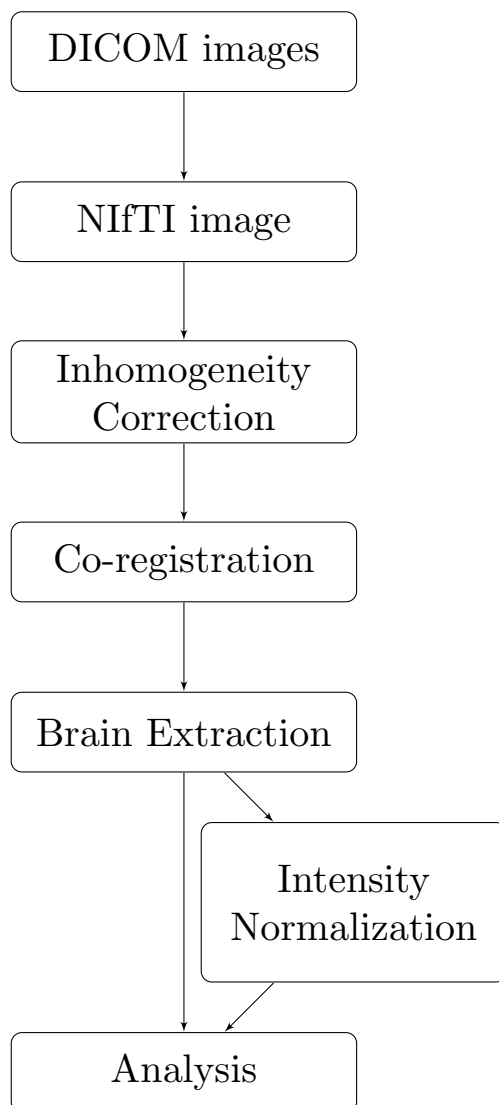 DICOM images
NIfTI image
Inhomogeneity
Correction
Co-registration
Brain Extraction
Intensity
Normalization
Analysis